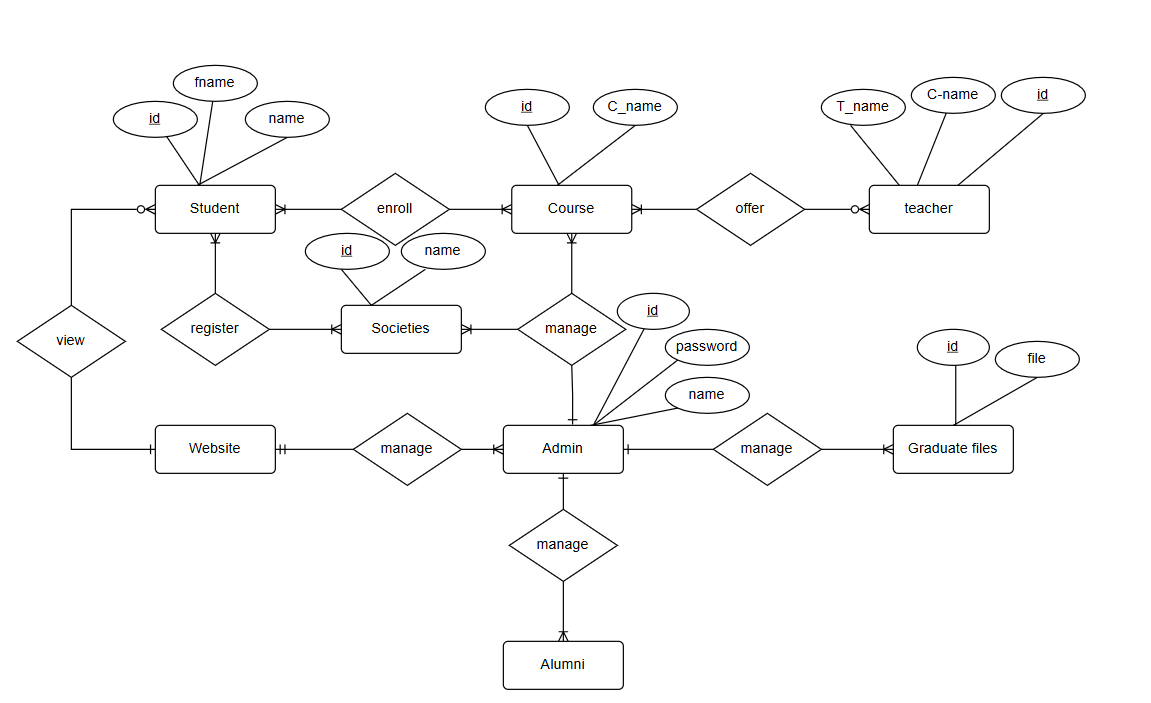 fname
id
name
id
C_name
T_name
C-name
id
Student
enroll
Course
offer
teacher
id
name
view
register
Societies
manage
id
password
name
id
file
Website
manage
Admin
manage
Graduate files
manage
Alumni